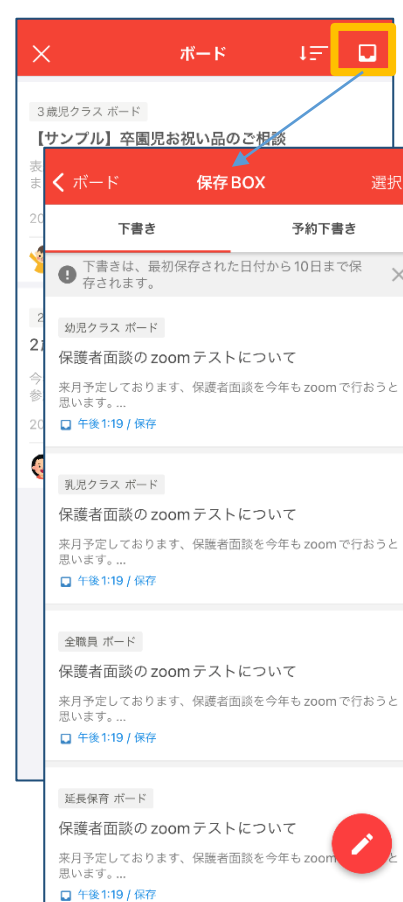 ボード
3歳児クラス ボード
【サンプル】卒園児お祝い品のご相談
表
ま
20
2
2
今
参
20
ボード
保存BOX
選択
下書き
予約下書き
下書きは、最初保存された日付から10日まで保
存されます。
幼児クラス ボード
保護者面談のzoomテストについて
来月予定しております、保護者面談を今年もzoomで行おうと
思います。...
午後1:19 / 保存
乳児クラス ボード
保護者面談のzoomテストについて
来月予定しております、保護者面談を今年もzoomで行おうと
思います。...
午後1:19 / 保存
全職員 ボード
保護者面談のzoomテストについて
来月予定しております、保護者面談を今年もzoomで行おうと
思います。...
午後1:19 / 保存
延長保育 ボード
保護者面談のzoomテストについて
来月予定しております、保護者面談を今年もzoom と
思います。...
午後1:19 / 保存